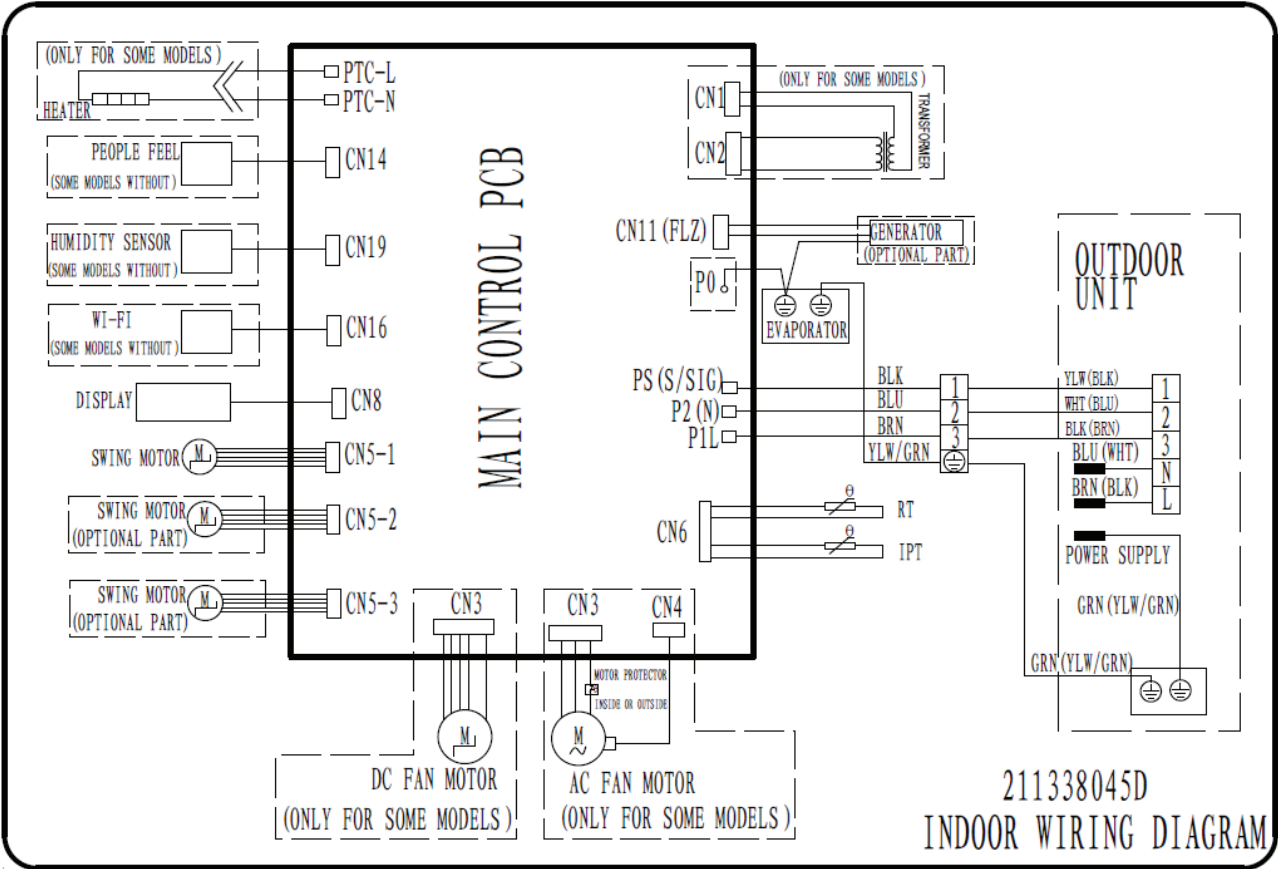 (ONLY FOR SOME MODELS)
HEATER
PTC-L
PTC-N
PEOPLE FEEL
(SOME MODELS WITHOUT)
CN14
HUMIDITY SENSOR
(SOME MODELS WITHOUT)
CN19
WI-FI
(SOME MODELS WITHOUT)
CN16
DISPLAY
CN8
SWING MOTOR
M
CN5-1
SWING MOTOR
(OPTIONAL PART)
M
CN5-2
SWING MOTOR
(OPTIONAL PART)
M
CN5-3
MAIN CONTROL PCB
(ONLY FOR SOME MODELS)
CN1
CN2
TRANSFORMER
CN11(FLZ)
GENERATOR
(OPTIONAL PART)
P0
EVAPORATOR
PS(S/SIG)
P2(N)
P1L
BLK
BLU
BRN
YLW/GRN
1
2
3
YLW(BLK)
WHT(BLU)
BLK(BRN)
BLU(WHT)
BRN(BLK)
1
2
3
N
L
OUTDOOR
UNIT
POWER SUPPLY
GRN(YLW/GRN)
GRN(YLW/GRN)
CN6
θ
RT
θ
IPT
CN3
M
DC FAN MOTOR
(ONLY FOR SOME MODELS)
CN3
CN4
MOTOR PROTECTOR
INSIDE OR OUTSIDE
M
~
AC FAN MOTOR
(ONLY FOR SOME MODELS)
211338045D
INDOOR WIRING DIAGRAM